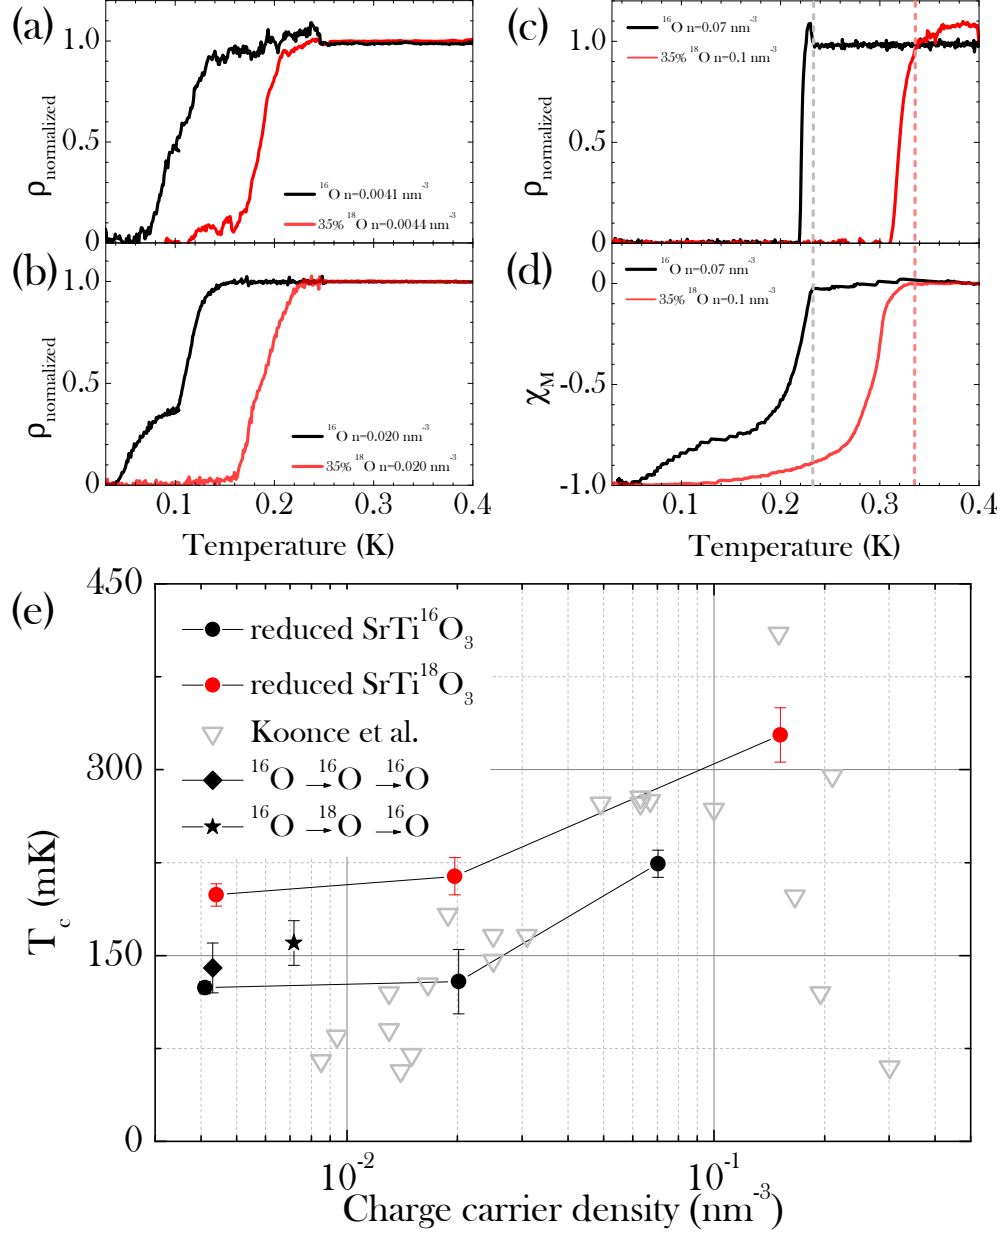 (a)
1.0
0.5
0
ρnormalized
¹⁶O n=0.0041 nm⁻³
35% ¹⁸O n=0.0044 nm⁻³
(b)
1.0
0.5
0
ρnormalized
¹⁶O n=0.020 nm⁻³
35% ¹⁸O n=0.020 nm⁻³
0.1 0.2 0.3 0.4
Temperature (K)
(c)
1.0
0.5
0
ρnormalized
¹⁶O n=0.07 nm⁻³
35% ¹⁸O n=0.1 nm⁻³
(d)
0
-0.5
-1.0
χM
¹⁶O n=0.07 nm⁻³
35% ¹⁸O n=0.1 nm⁻³
0.1 0.2 0.3 0.4
Temperature (K)
(e)
450
300
150
0
Tc (mK)
reduced SrTi¹⁶O₃
reduced SrTi¹⁸O₃
Koonce et al.
¹⁶O → ¹⁶O → ¹⁶O
¹⁶O → ¹⁸O → ¹⁶O
10⁻² 10⁻¹
Charge carrier density (nm⁻³)